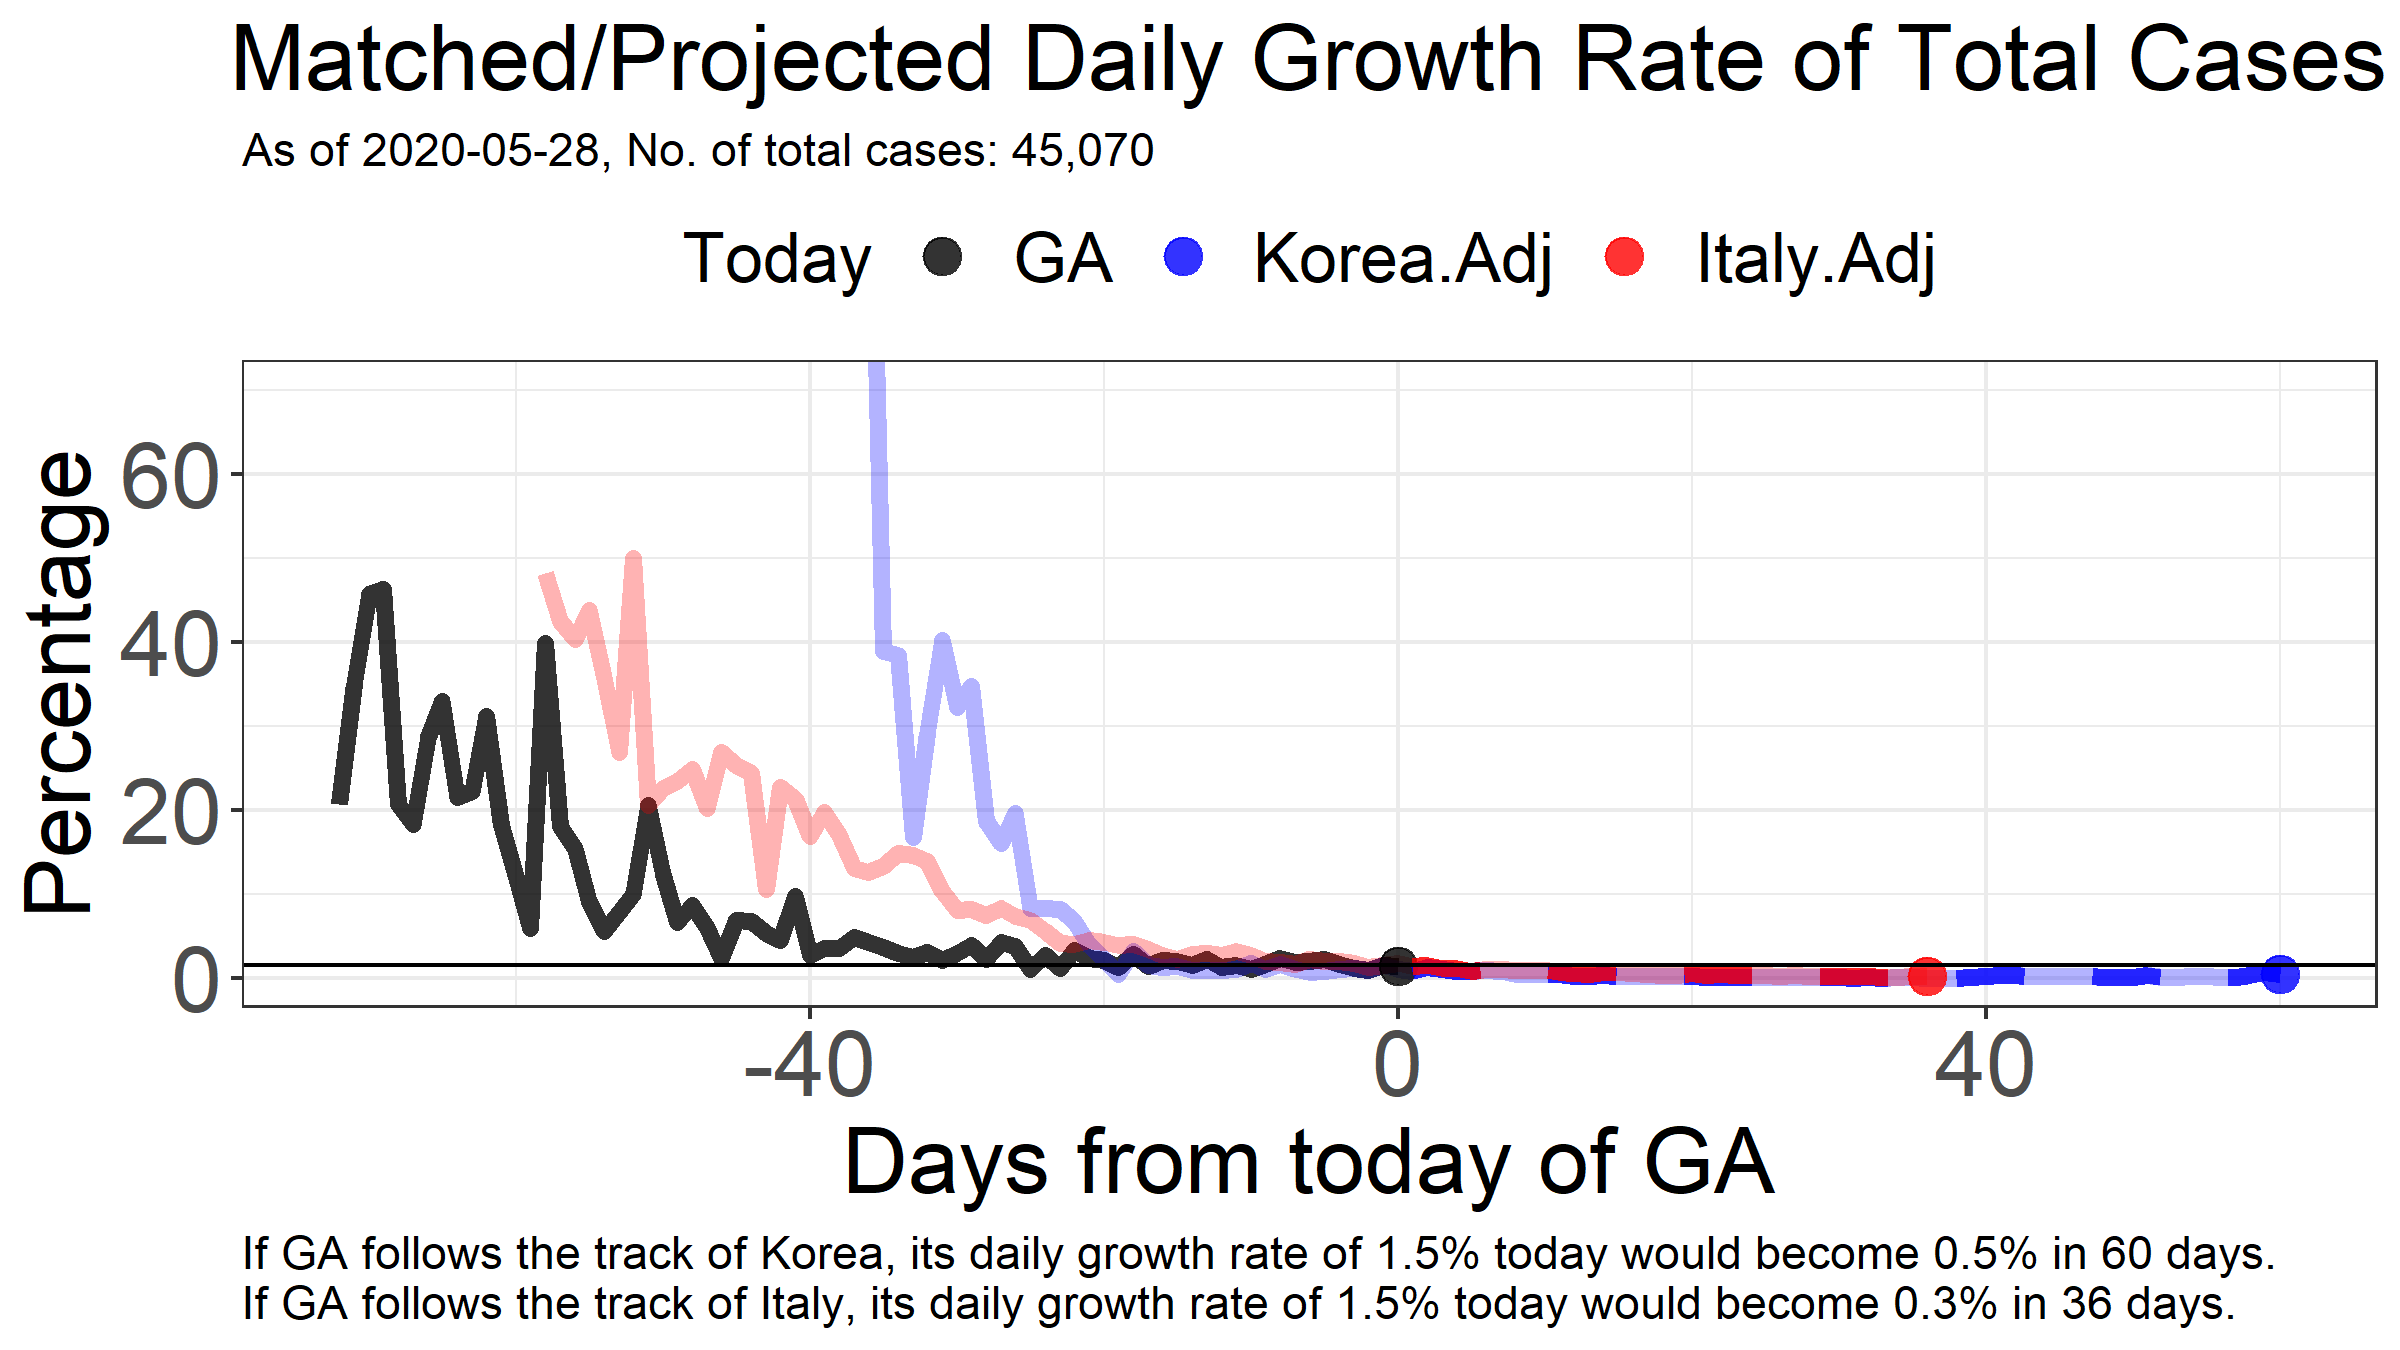 Matched/Projected Daily Growth Rate of Total Cases
As of 2020-05-28, No. of total cases: 45,070
Today GA Korea.Adj Italy.Adj
Percentage
60
40
20
0
-40 0 40
Days from today of GA
If GA follows the track of Korea, its daily growth rate of 1.5% today would become 0.5% in 60 days.
If GA follows the track of Italy, its daily growth rate of 1.5% today would become 0.3% in 36 days.